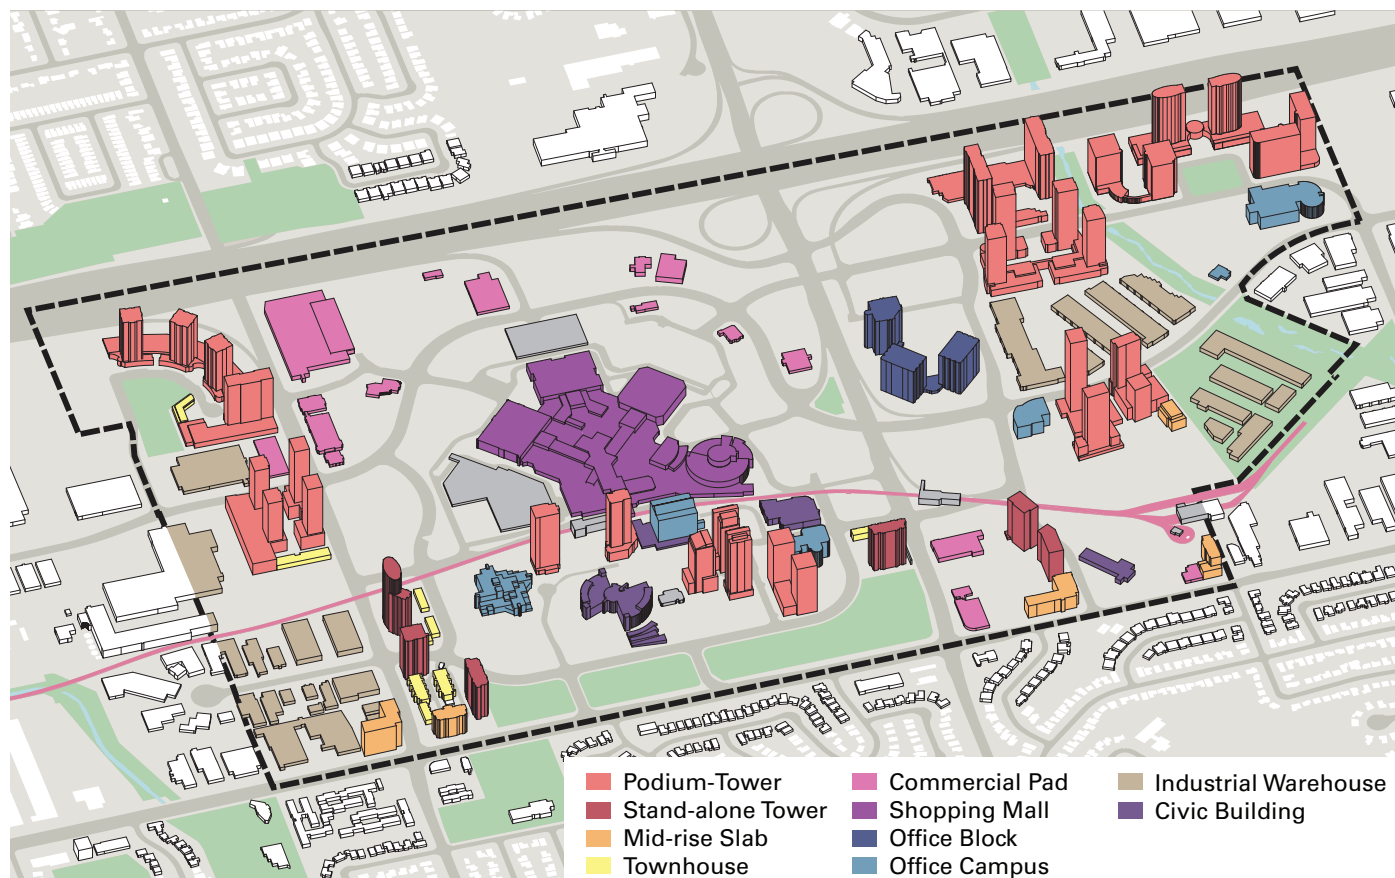 Podium-Tower
Stand-alone Tower
Mid-rise Slab
Townhouse
Commercial Pad
Shopping Mall
Office Block
Office Campus
Industrial Warehouse
Civic Building